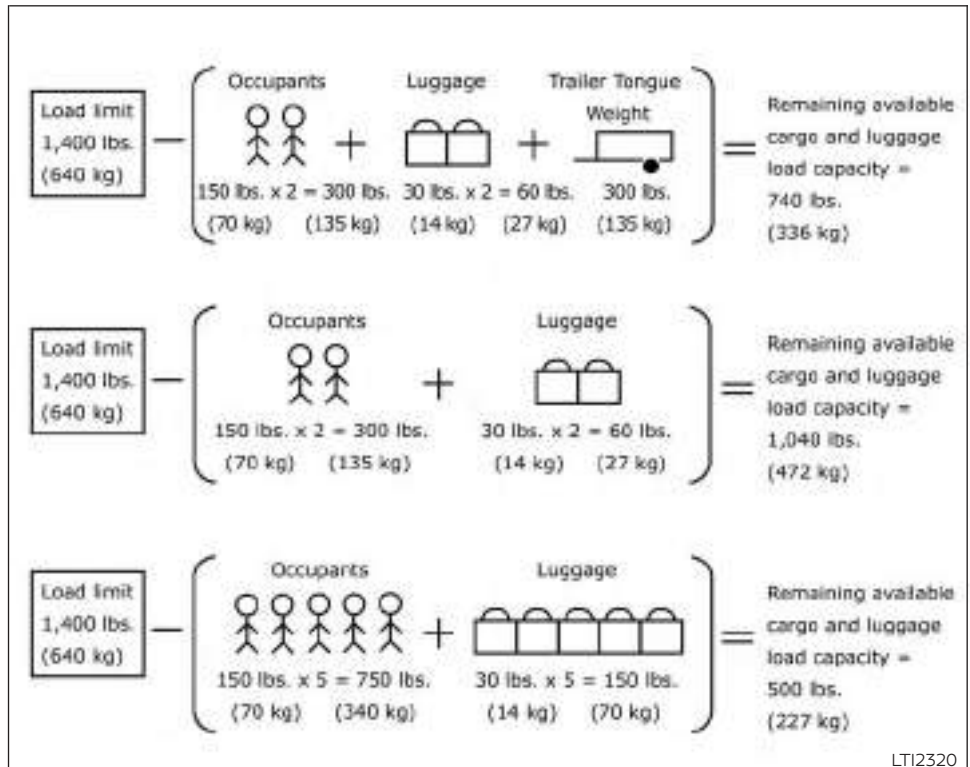 Occupants Luggage Trailer Tongue
Weight
Load limit
1,400 lbs.
(640 kg)
—
+
+
=
150 lbs. x 2 = 300 lbs. 30 lbs. x 2 = 60 lbs. 300 lbs.
(70 kg) (135 kg) (14 kg) (27 kg) (135 kg)
Remaining available
cargo and luggage
load capacity =
740 lbs.
(336 kg)
Occupants Luggage
Load limit
1,400 lbs.
(640 kg)
—
+
=
150 lbs. x 2 = 300 lbs. 30 lbs. x 2 = 60 lbs.
(70 kg) (135 kg) (14 kg) (27 kg)
Remaining available
cargo and luggage
load capacity =
1,040 lbs.
(472 kg)
Occupants Luggage
Load limit
1,400 lbs.
(640 kg)
—
+
=
150 lbs. x 5 = 750 lbs. 30 lbs. x 5 = 150 lbs.
(70 kg) (340 kg) (14 kg) (70 kg)
Remaining available
cargo and luggage
load capacity =
500 lbs.
(227 kg)
LTI2320